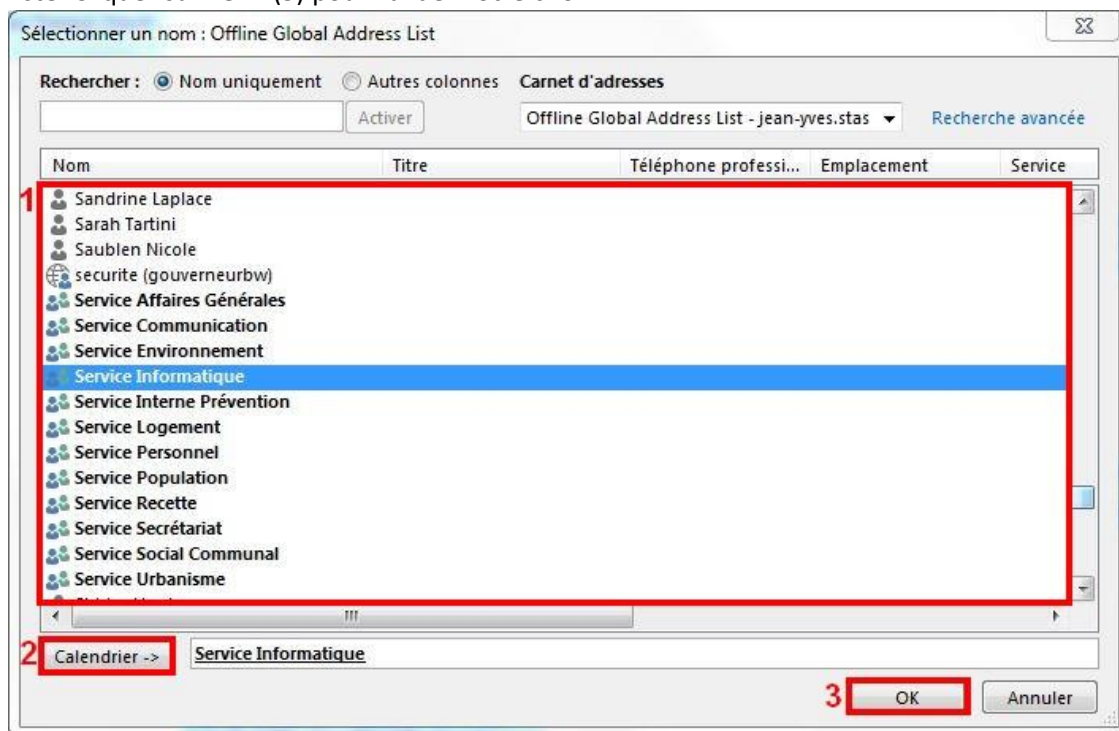 Sélectionner un nom : Offline Global Address List
Rechercher : Nom uniquement Autres colonnes Carnet d'adresses
Activer Offline Global Address List - jean-yves.stas Recherche avancée
Nom Titre Téléphone professi... Emplacement Service
1
Sandrine Laplace
Sarah Tartini
Saublen Nicole
securite (gouverneurbw)
Service Affaires Générales
Service Communication
Service Environnement
Service Informatique
Service Interne Prévention
Service Logement
Service Personnel
Service Population
Service Recette
Service Secrétariat
Service Social Communal
Service Urbanisme
2 Calendrier -> Service Informatique
3 OK Annuler